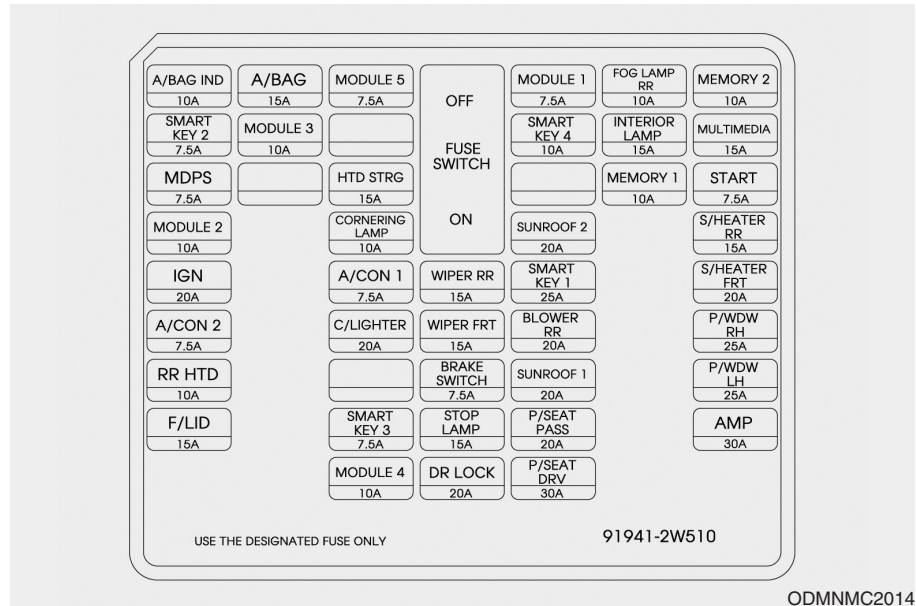 A/BAG IND
10A
A/BAG
15A
MODULE 5
7.5A
OFF
FUSE
SWITCH
ON
MODULE 1
7.5A
FOG LAMP
RR
10A
MEMORY 2
10A
SMART
KEY 2
7.5A
MODULE 3
10A
SMART
KEY 4
10A
INTERIOR
LAMP
15A
MULTIMEDIA
15A
MDPS
7.5A
HTD STRG
15A
MEMORY 1
10A
START
7.5A
MODULE 2
10A
CORNERING
LAMP
10A
SUNROOF 2
20A
S/HEATER
RR
15A
IGN
20A
A/CON 1
7.5A
WIPER RR
15A
SMART
KEY 1
25A
S/HEATER
FRT
20A
A/CON 2
7.5A
C/LIGHTER
20A
WIPER FRT
15A
BLOWER
RR
20A
P/WDW
RH
25A
RR HTD
10A
BRAKE
SWITCH
7.5A
SUNROOF 1
20A
P/WDW
LH
25A
F/LID
15A
SMART
KEY 3
7.5A
STOP
LAMP
15A
P/SEAT
PASS
20A
AMP
30A
MODULE 4
10A
DR LOCK
20A
P/SEAT
DRV
30A
USE THE DESIGNATED FUSE ONLY
91941-2W510
ODMNMC2014